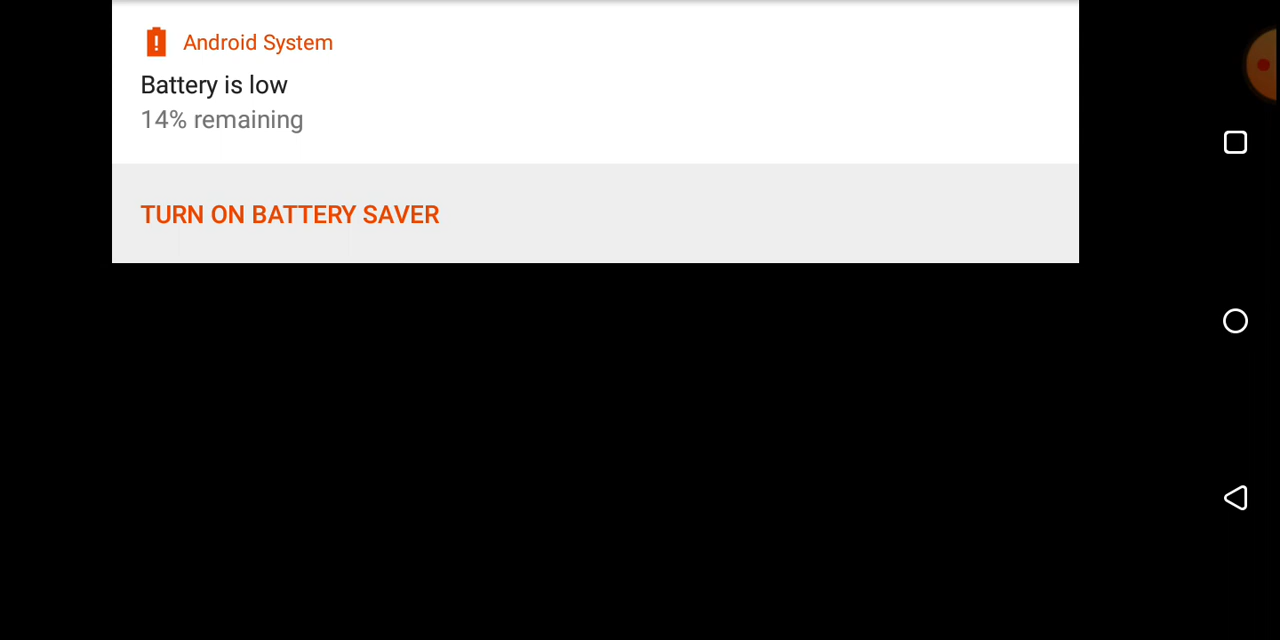 Android System
Battery is low
14% remaining
TURN ON BATTERY SAVER